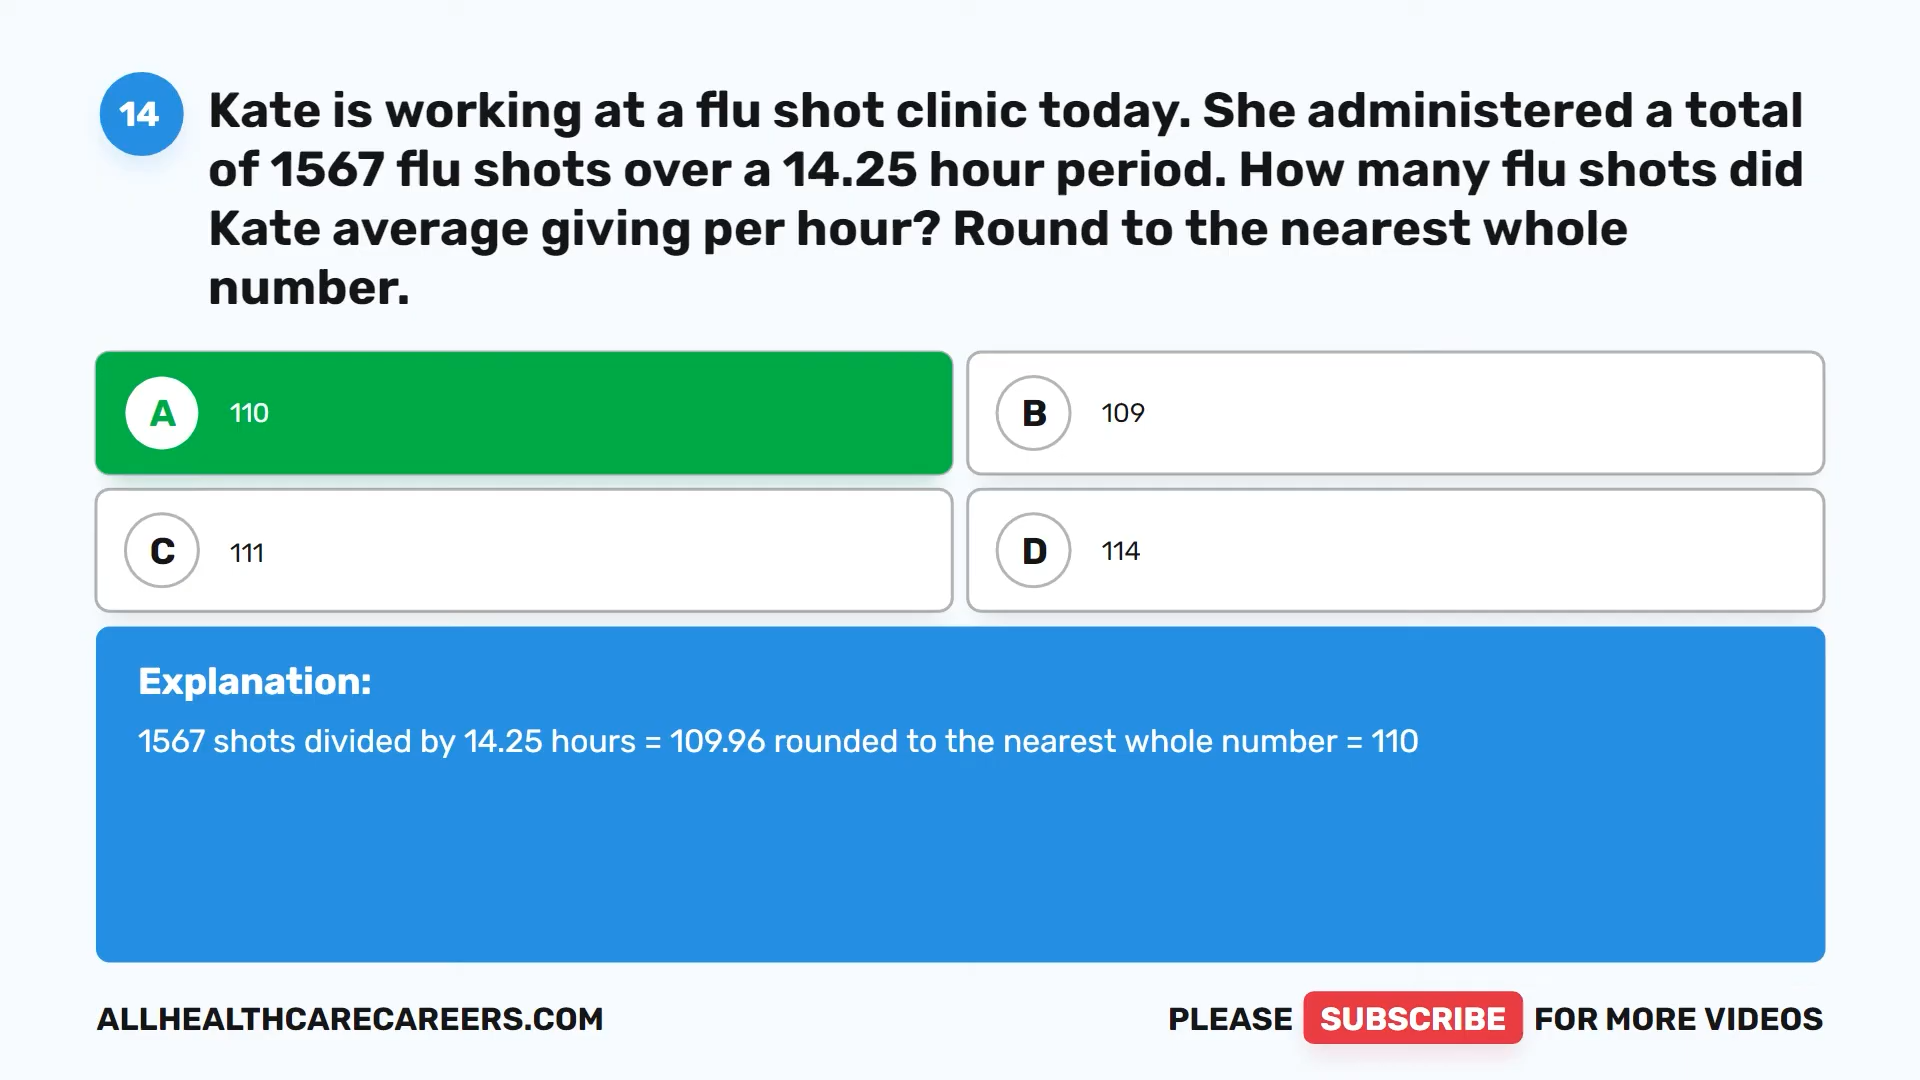 14
Kate is working at a flu shot clinic today. She administered a total
of 1567 flu shots over a 14.25 hour period. How many flu shots did
Kate average giving per hour? Round to the nearest whole
number.
A 110
B 109
C 111
D 114
Explanation:
1567 shots divided by 14.25 hours = 109.96 rounded to the nearest whole number = 110
ALLHEALTHCARECAREERS.COM
PLEASE SUBSCRIBE FOR MORE VIDEOS